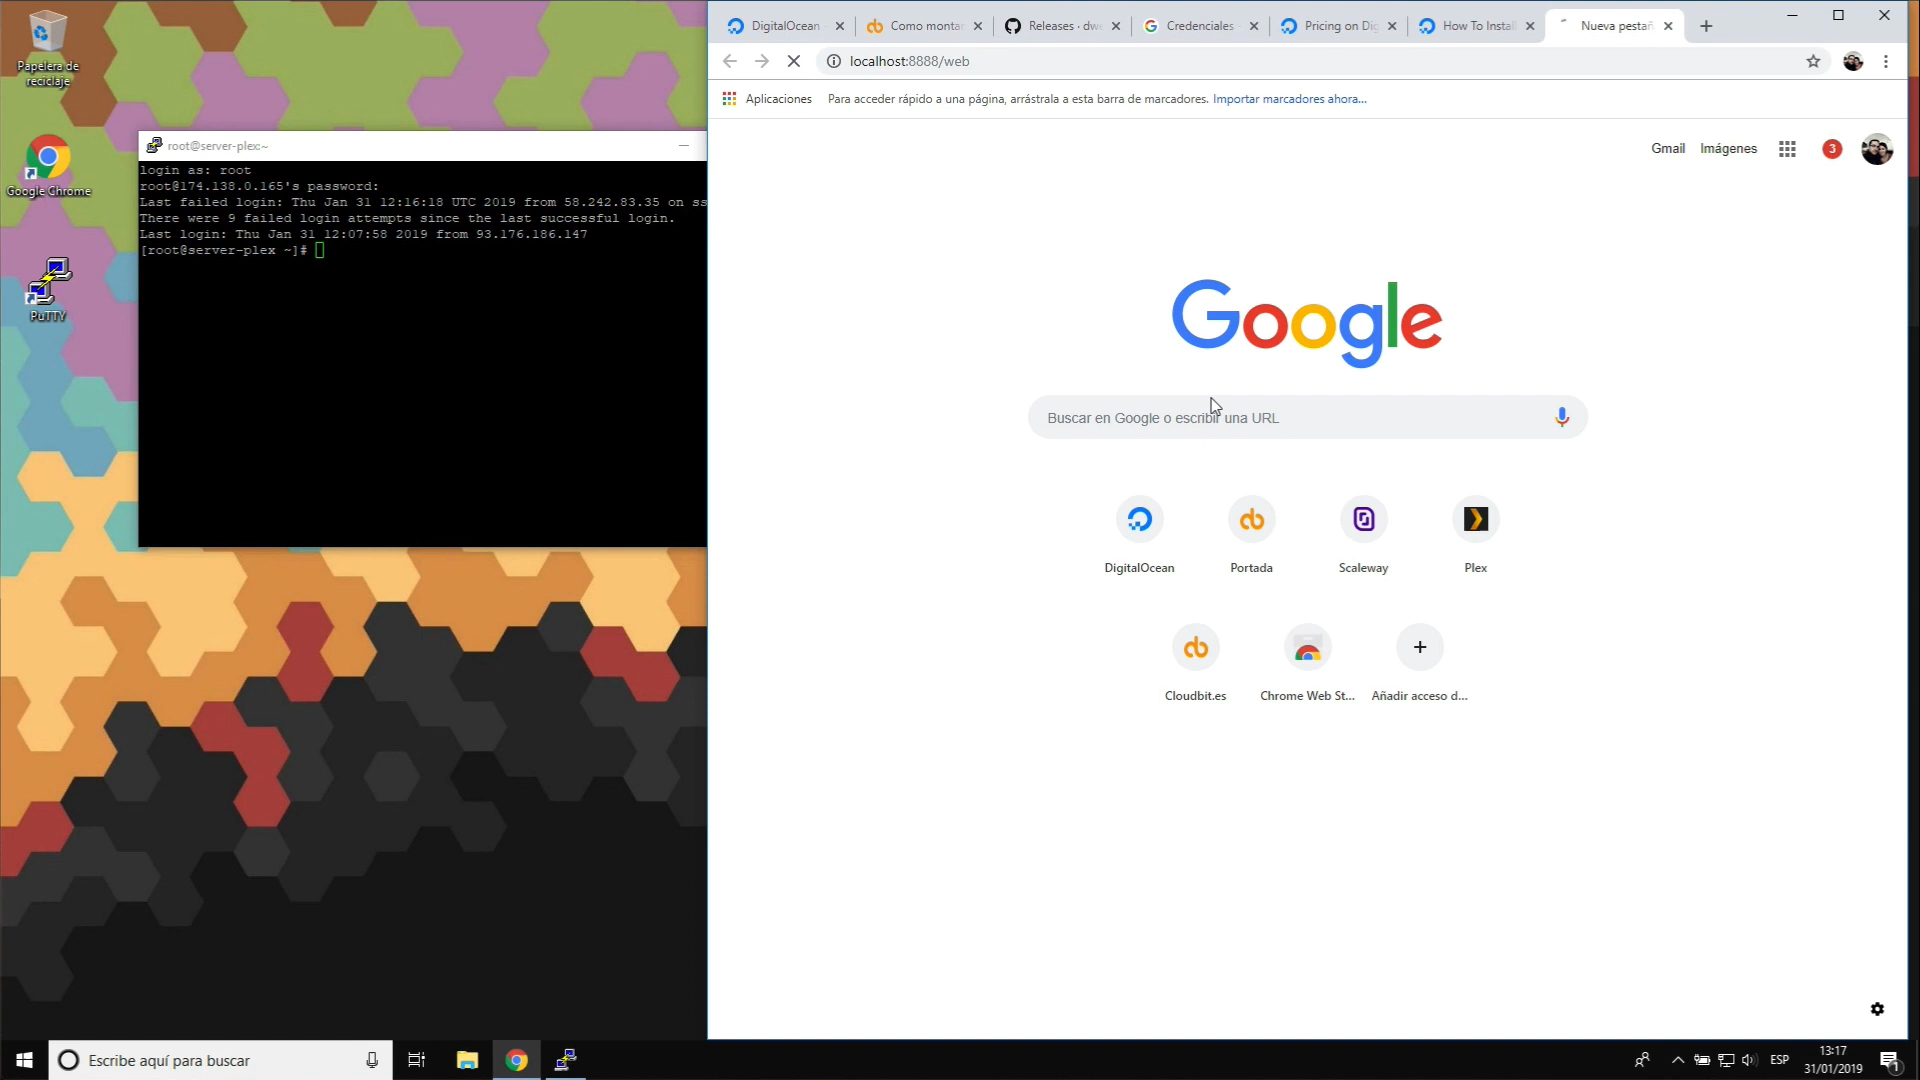 Papelera de
reciclaje
Google Chrome
PuTTY
root@server-plex:~
login as: root
root@174.138.0.165's password:
Last failed login: Thu Jan 31 12:16:18 UTC 2019 from 58.242.83.35 on ss
There were 9 failed login attempts since the last successful login.
Last login: Thu Jan 31 12:07:58 2019 from 93.176.186.147
[root@server-plex ~]#
DigitalOcean
Como montar
Releases · dwe
Credenciales
Pricing on Dig
How To Install
Nueva pestañ
localhost:8888/web
Aplicaciones
Para acceder rápido a una página, arrástrala a esta barra de marcadores. Importar marcadores ahora...
Gmail
Imágenes
3
Google
Buscar en Google o escribir una URL
DigitalOcean
Portada
Scaleway
Plex
Cloudbit.es
Chrome Web St...
Añadir acceso d...
Escribe aquí para buscar
ESP
13:17
31/01/2019
1